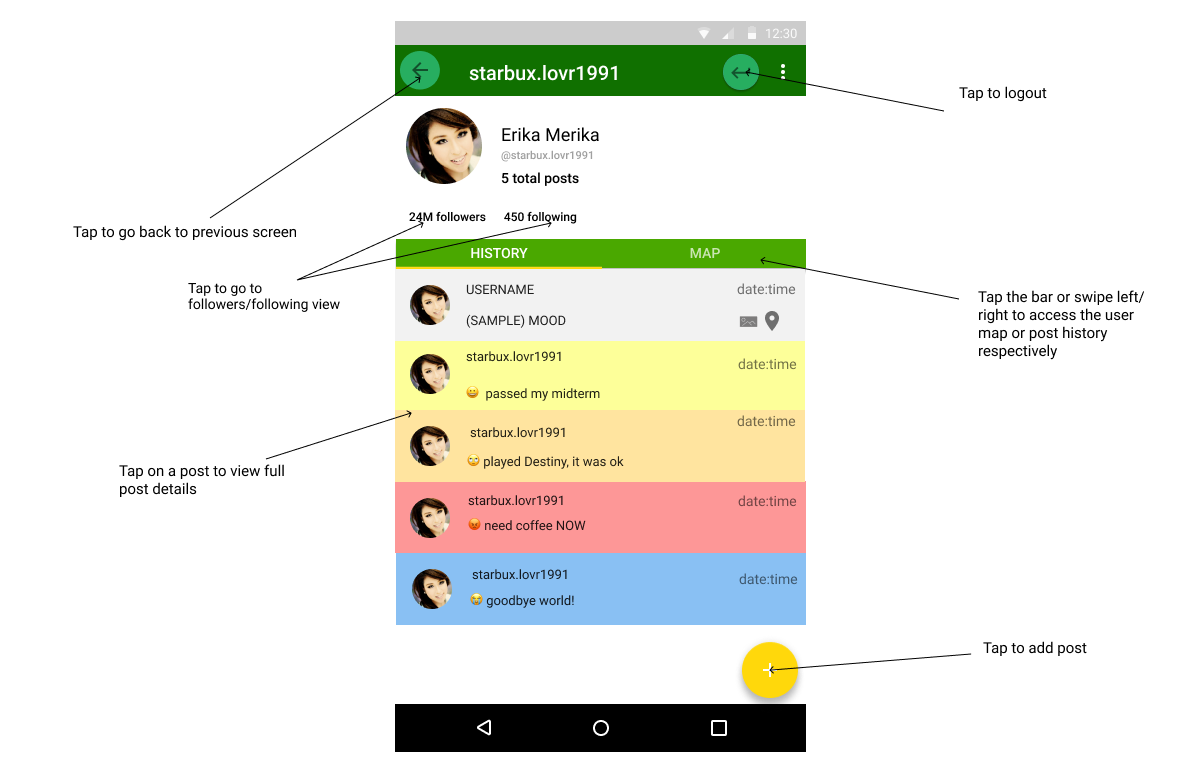 12:30
starbux.lovr1991
Tap to logout
Erika Merika
@starbux.lovr1991
5 total posts
24M followers
450 following
Tap to go back to previous screen
HISTORY
MAP
Tap to go to
followers/following view
Tap the bar or swipe left/
right to access the user
map or post history
respectively
USERNAME
date:time
(SAMPLE) MOOD
starbux.lovr1991
date:time
😄 passed my midterm
starbux.lovr1991
date:time
played Destiny, it was ok
Tap on a post to view full
post details
starbux.lovr1991
date:time
😡 need coffee NOW
starbux.lovr1991
date:time
😭 goodbye world!
Tap to add post